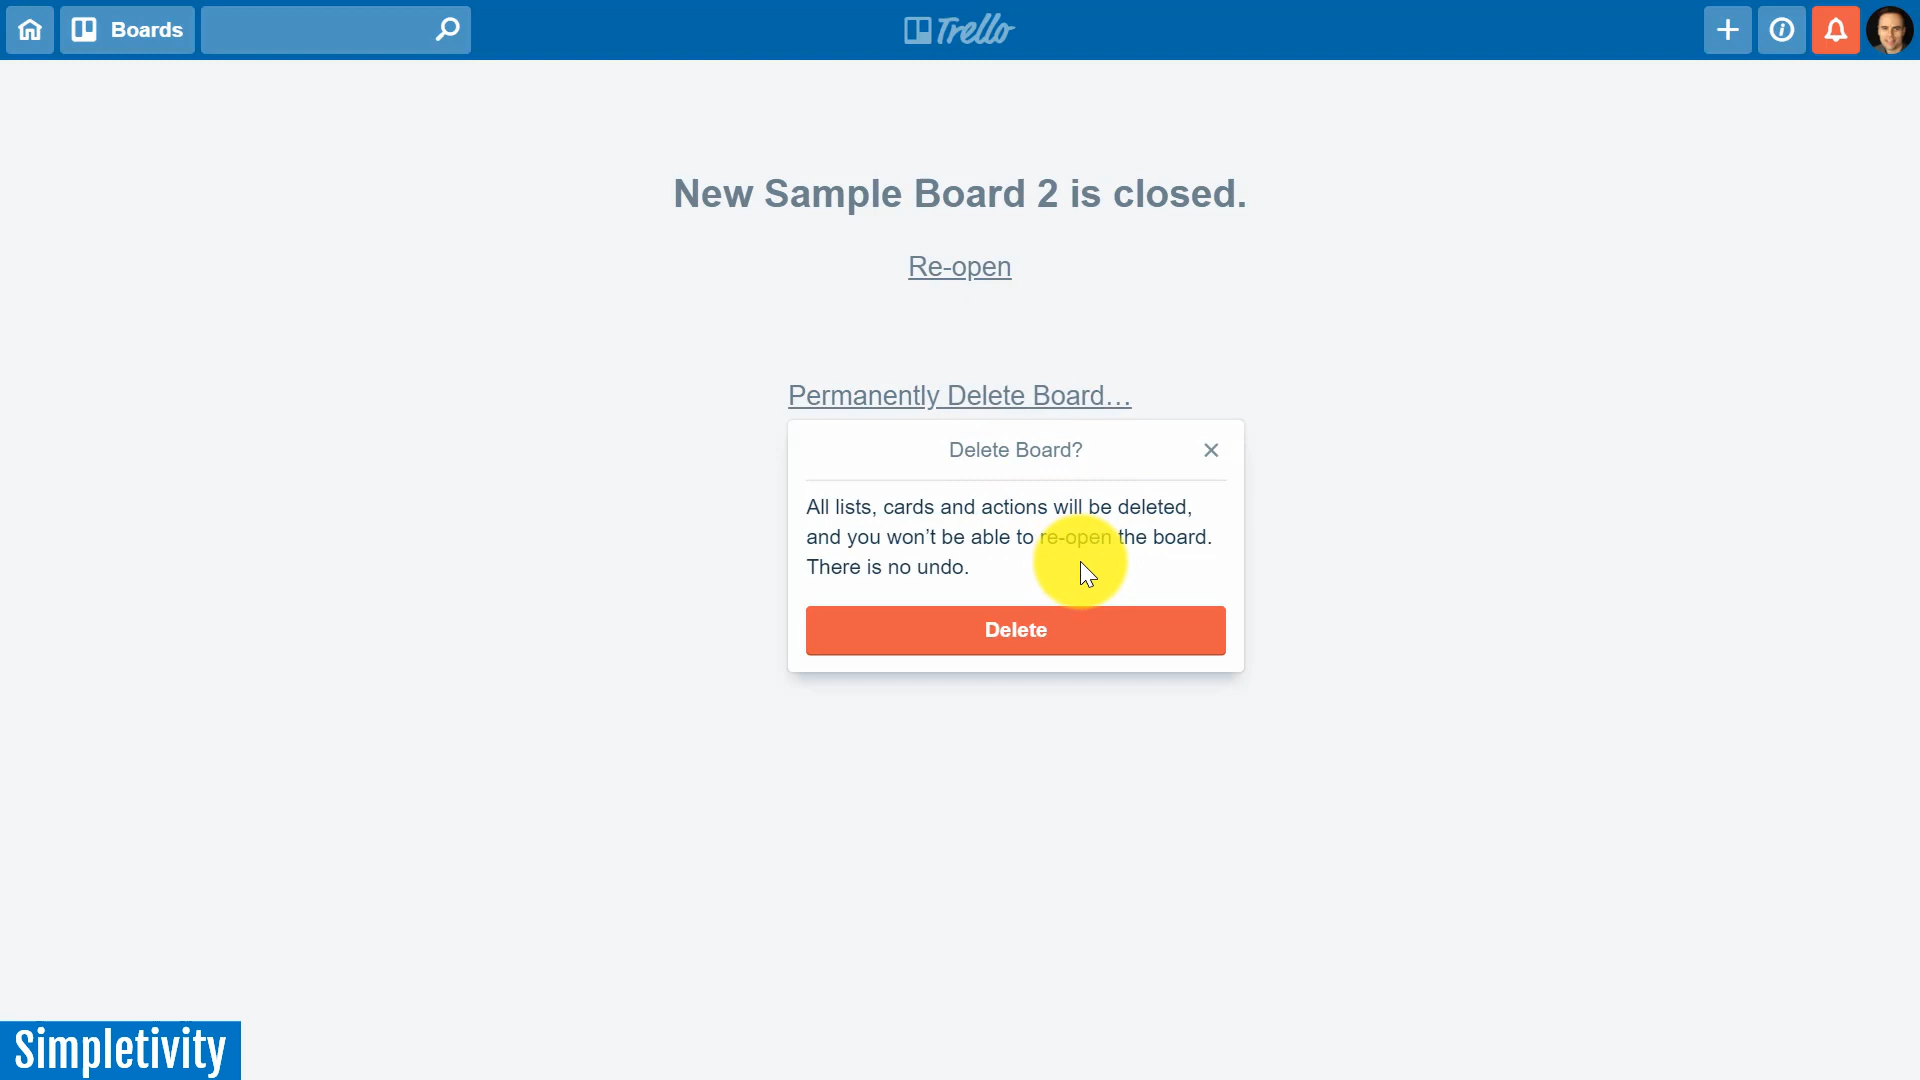 Boards
Trello
New Sample Board 2 is closed.
Re-open
Permanently Delete Board…
Delete Board?
All lists, cards and actions will be deleted,
and you won’t be able to re-open the board.
There is no undo.
Delete
Simpletivity